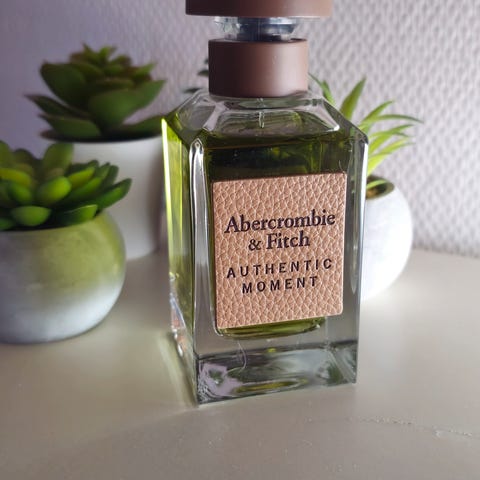 Abercrombie
& Fitch
AUTHENTIC
MOMENT